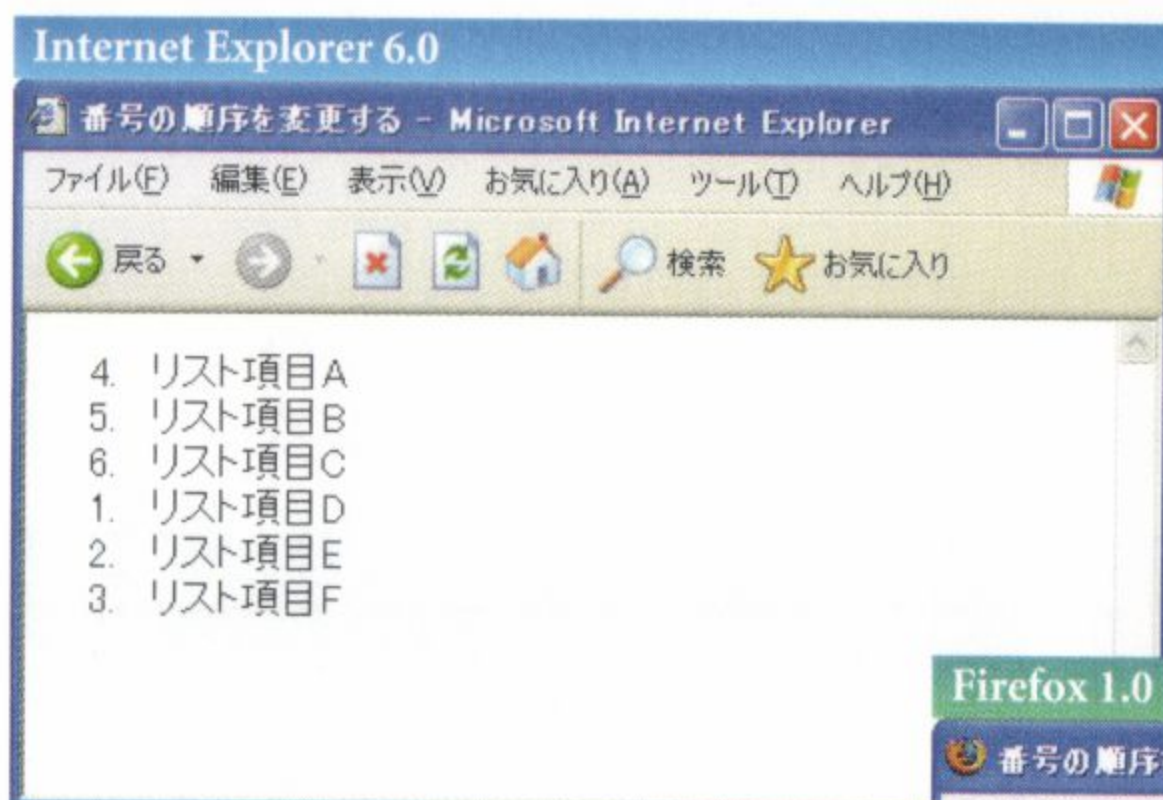 Internet Explorer 6.0
番号の順序を変更する - Microsoft Internet Explorer
ファイル(F) 編集(E) 表示(V) お気に入り(A) ツール(T) ヘルプ(H)
戻る 検索 お気に入り
4. リスト項目A
5. リスト項目B
6. リスト項目C
1. リスト項目D
2. リスト項目E
3. リスト項目F
Firefox 1.0
番号の順序